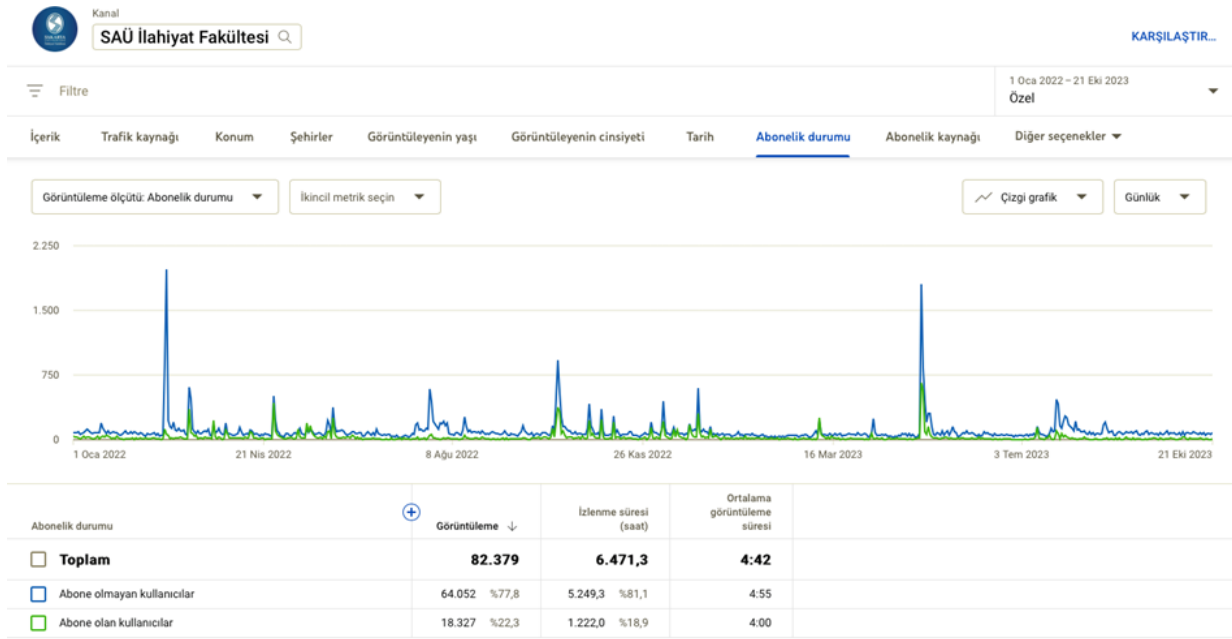 Kanal
SAÜ İlahiyat Fakültesi
KARŞILAŞTIR...
Filtre
1 Oca 2022 – 21 Eki 2023
Özel
İçerik Trafik kaynağı Konum Şehirler Görüntüleyenin yaşı Görüntüleyenin cinsiyeti Tarih Abonelik durumu Abonelik kaynağı Diğer seçenekler
Görüntüleme ölçütü: Abonelik durumu İkincil metrik seçin Çizgi grafik Günlük
2.250
1.500
750
0
1 Oca 2022 21 Nis 2022 8 Ağu 2022 26 Kas 2022 16 Mar 2023 3 Tem 2023 21 Eki 2023
Abonelik durumu Görüntüleme İzlenme süresi (saat) Ortalama görüntüleme süresi
Toplam 82.379 6.471,3 4:42
Abone olmayan kullanıcılar 64.052 %77,8 5.249,3 %81,1 4:55
Abone olan kullanıcılar 18.327 %22,3 1.222,0 %18,9 4:00